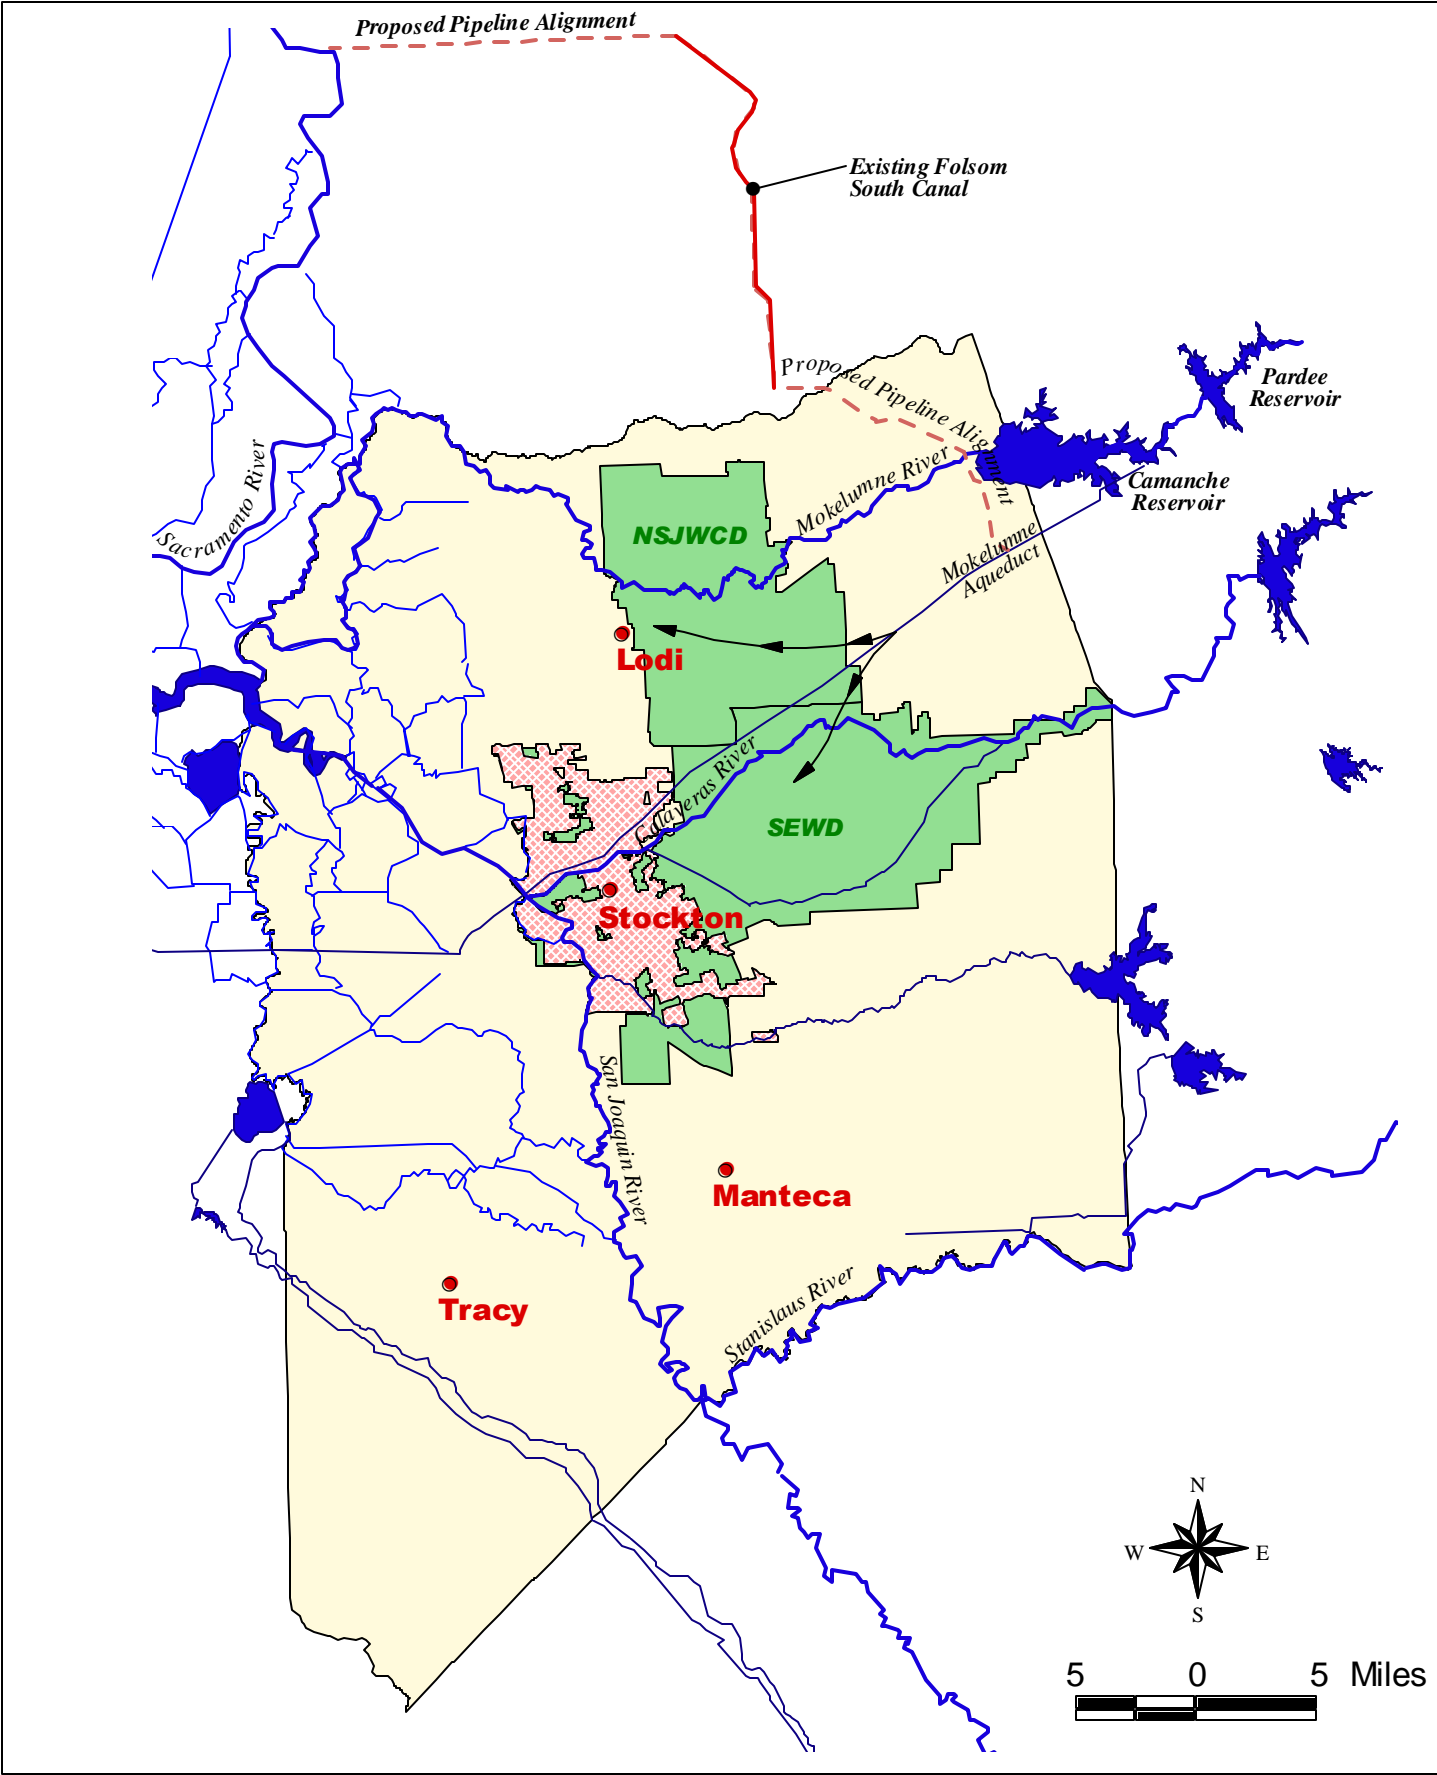 Proposed Pipeline Alignment
Existing Folsom
South Canal
Proposed Pipeline Alignment
Pardee
Reservoir
Sacramento River
Mokelumne River
Camanche
Reservoir
NSJWCD
Mokelumne
Aqueduct
Lodi
Calaveras River
SEWD
Stockton
San Joaquin River
Manteca
Stanislaus River
Tracy
N
W
E
S
5 0 5 Miles